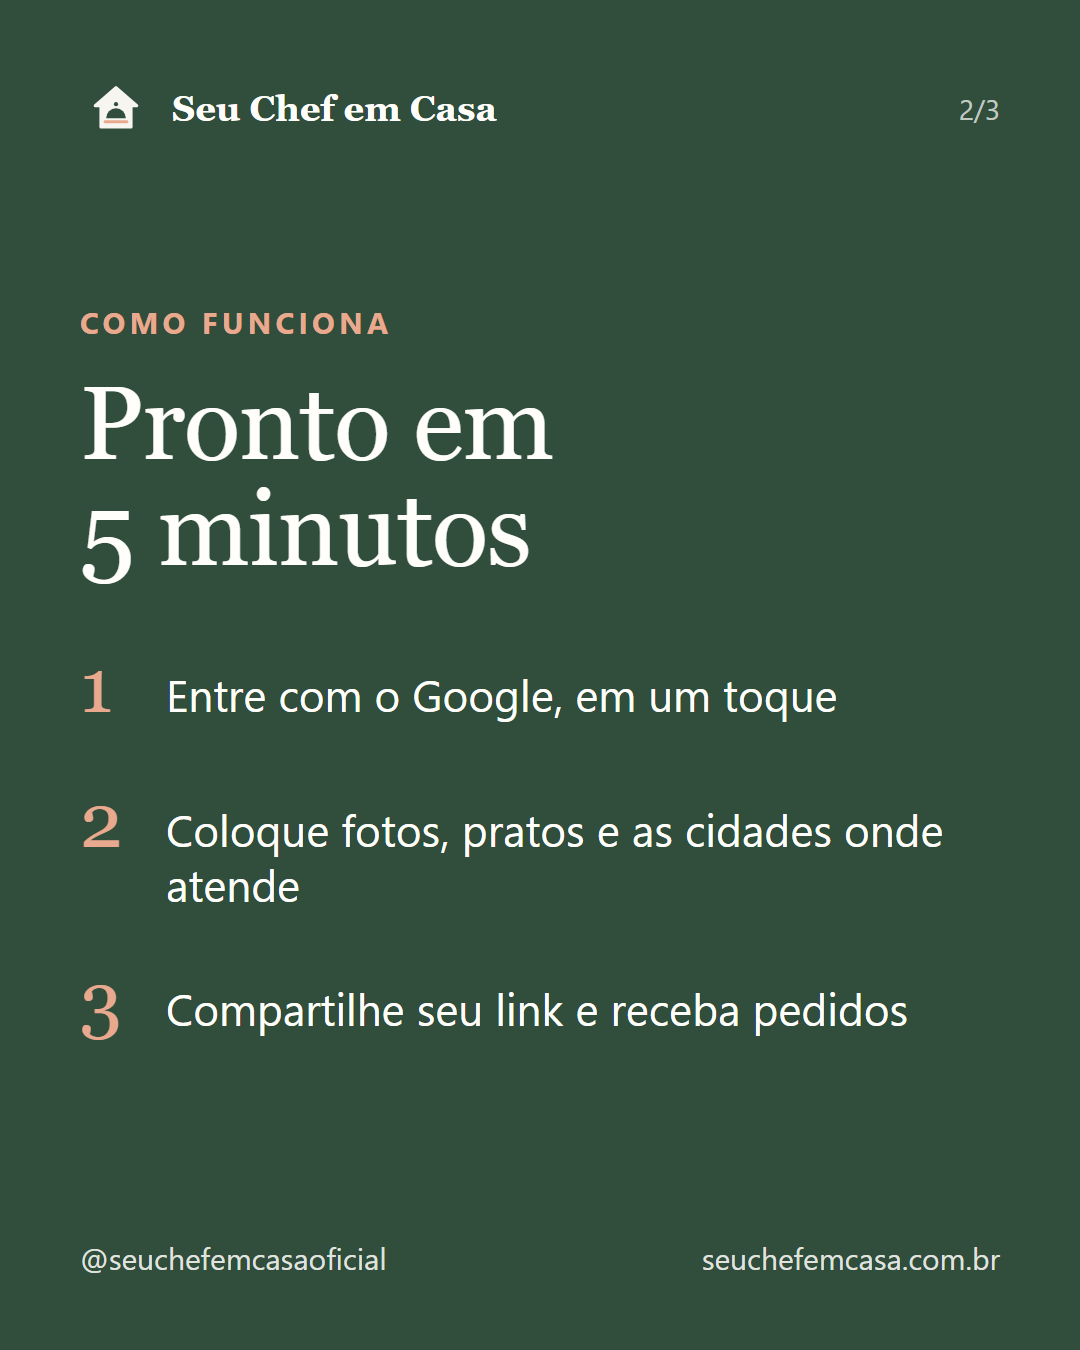 Seu Chef em Casa
2/3
COMO FUNCIONA
Pronto em
5 minutos
1 Entre com o Google, em um toque
2 Coloque fotos, pratos e as cidades onde
atende
3 Compartilhe seu link e receba pedidos
@seuchefemcasaoficial
seuchefemcasa.com.br